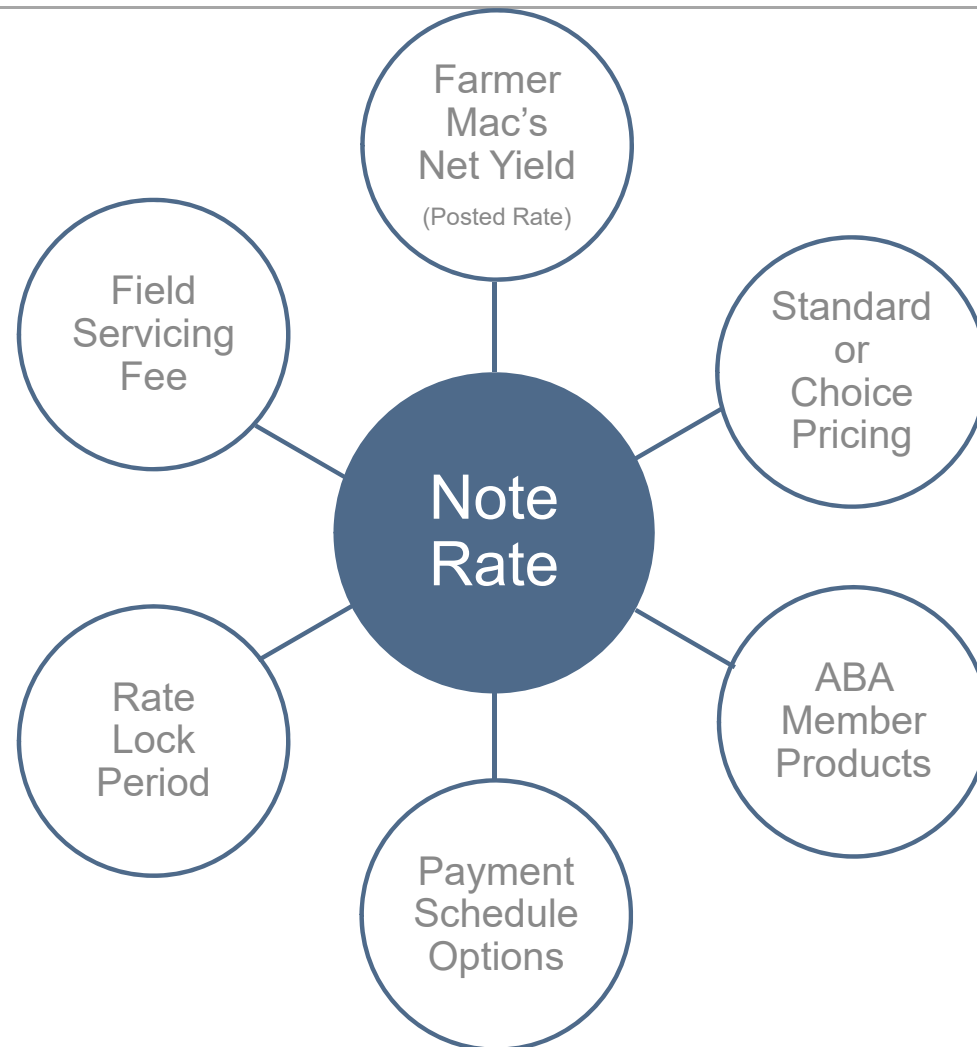 Farmer
Mac’s
Net Yield
(Posted Rate)
Standard
or
Choice
Pricing
ABA
Member
Products
Payment
Schedule
Options
Rate
Lock
Period
Field
Servicing
Fee
Note
Rate